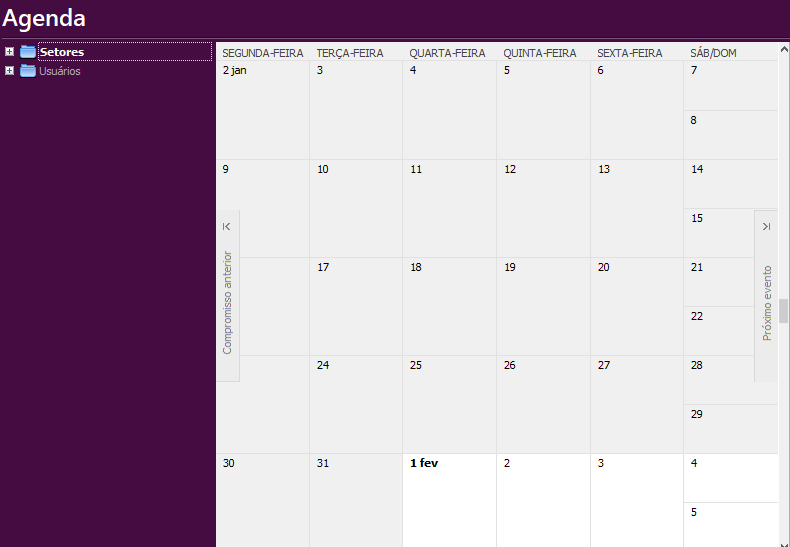 Agenda
Setores
Usuários
SEGUNDA-FEIRA TERÇA-FEIRA QUARTA-FEIRA QUINTA-FEIRA SEXTA-FEIRA SÁB/DOM
2 jan 3 4 5 6 7
8
9 10 11 12 13 14
15
Compromisso anterior
Próximo evento
17 18 19 20 21
22
24 25 26 27 28
29
30 31 1 fev 2 3 4
5